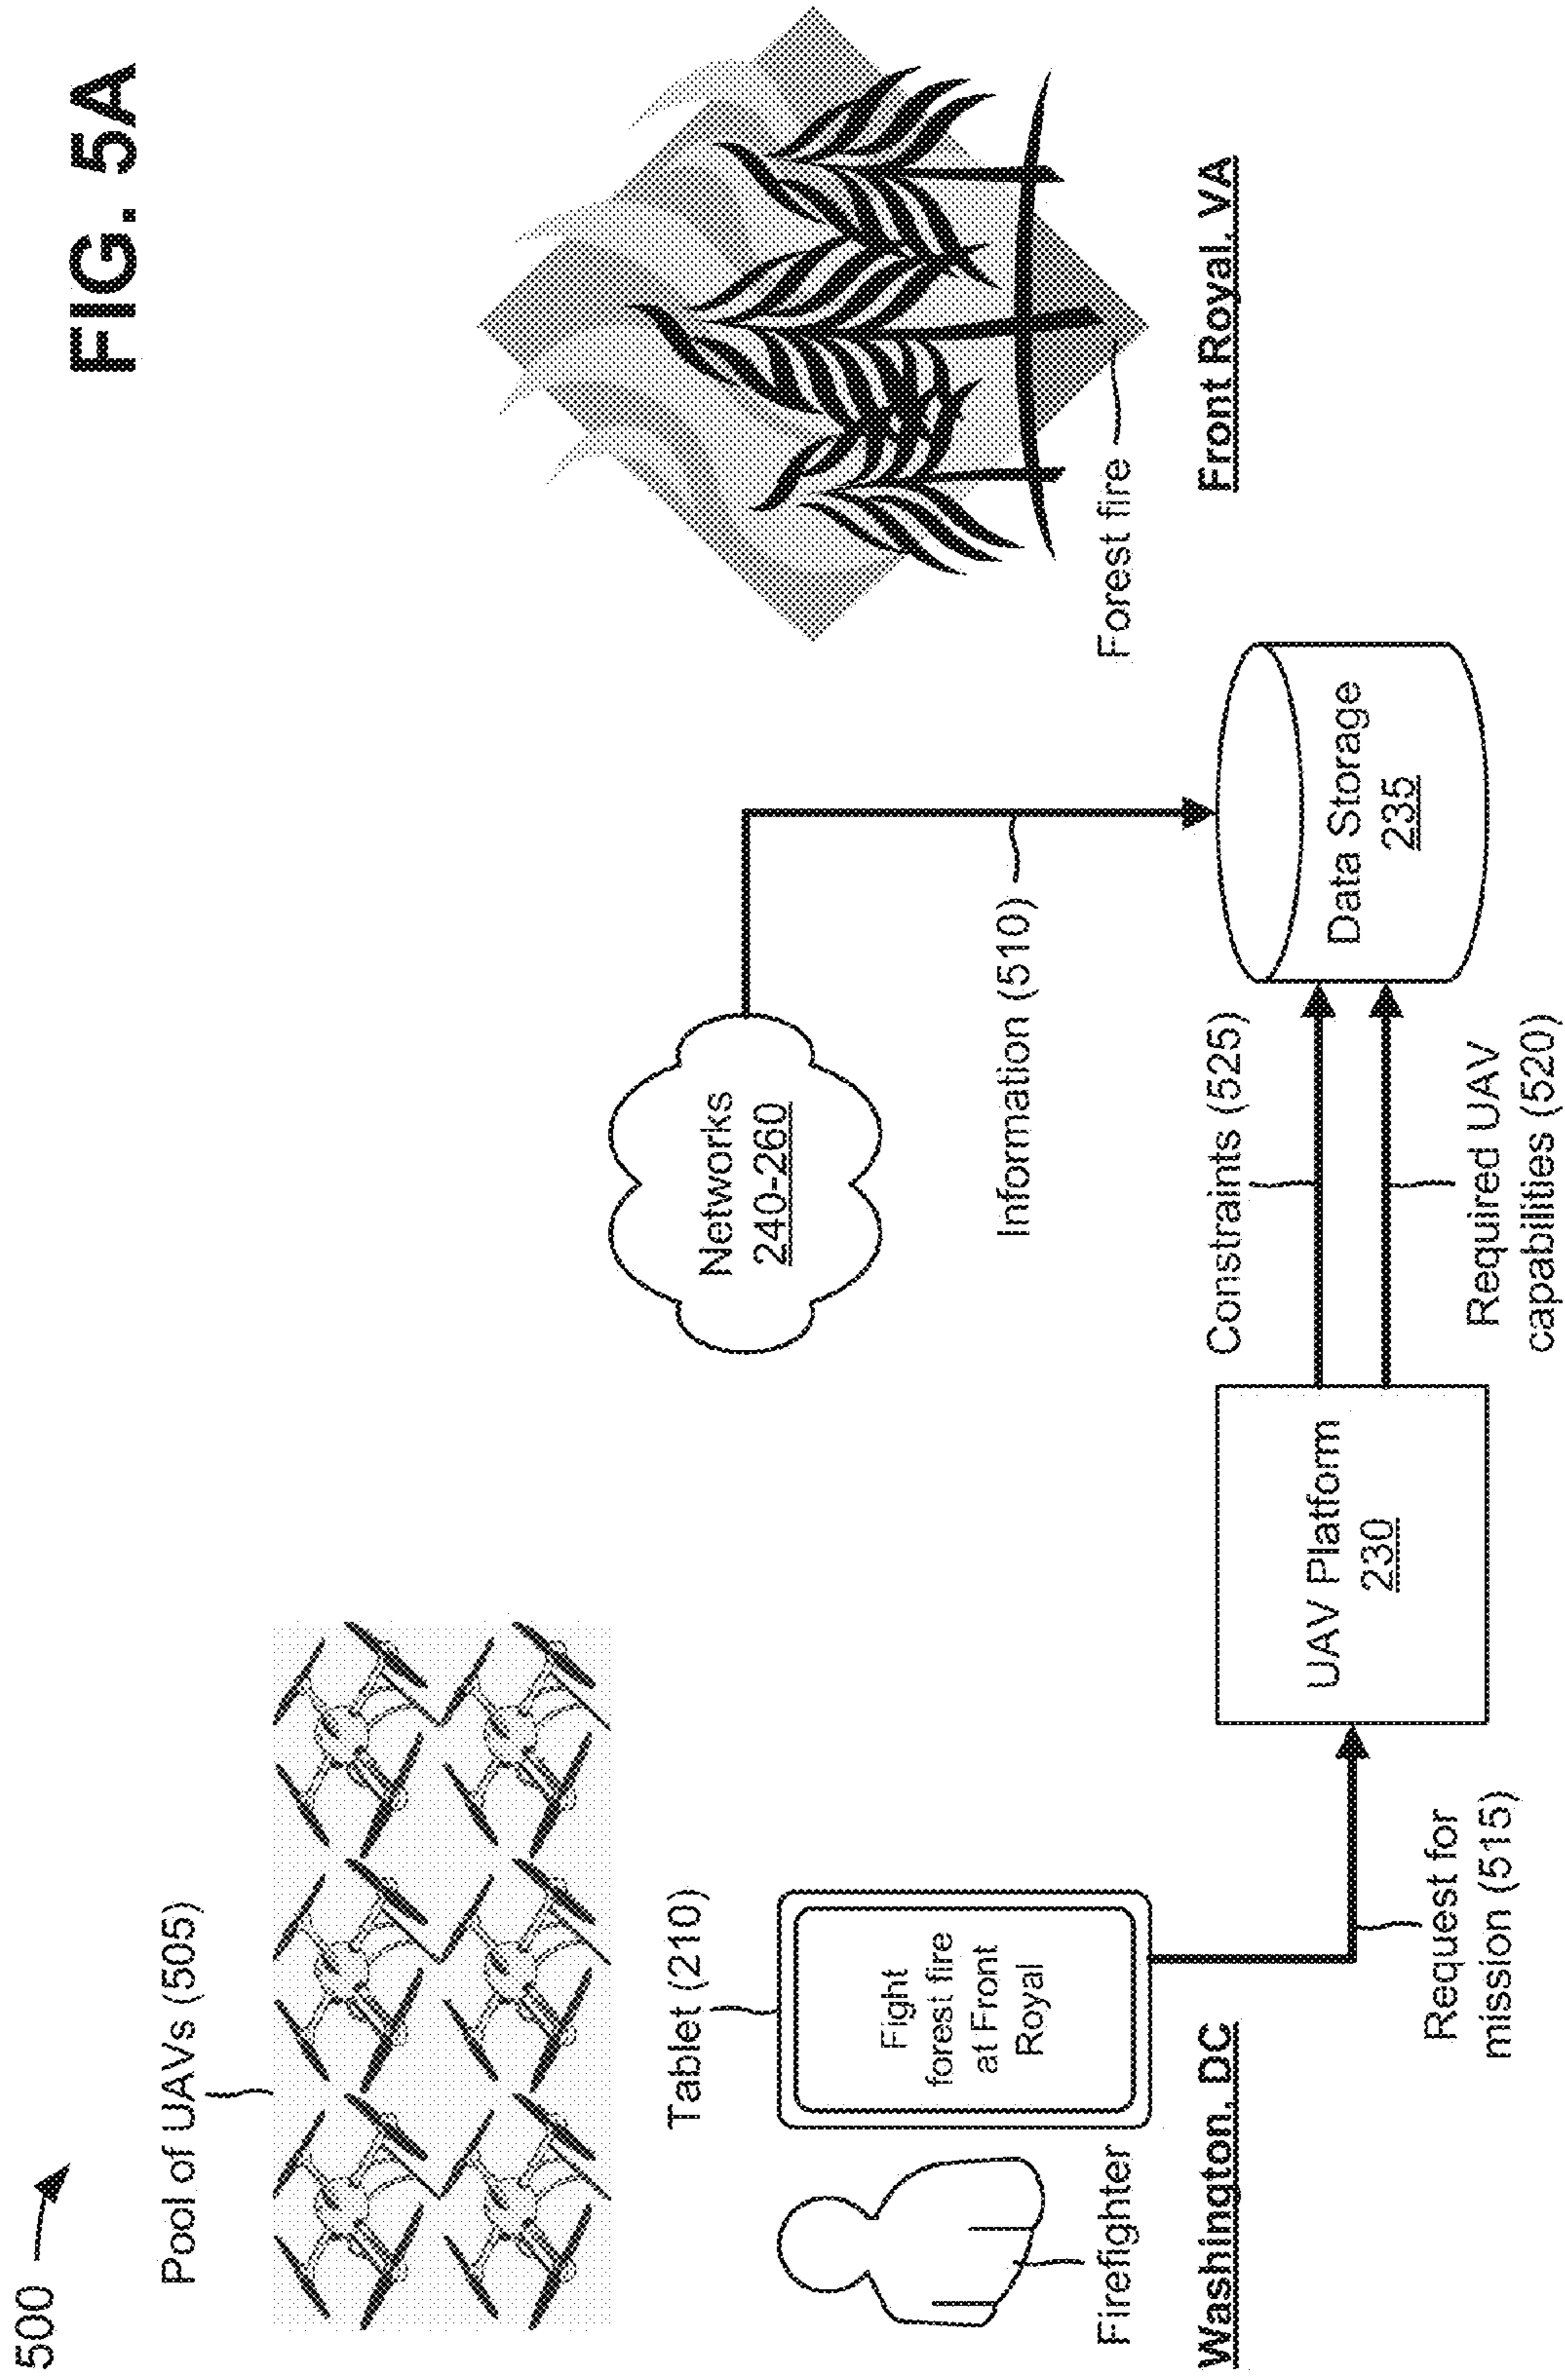 500
FIG. 5A
Pool of UAVs (505)
Tablet (210)
Fight
forest fire
at Front
Royal
Firefighter
Washington, DC
Request for
mission (515)
UAV Platform
230
Networks
240-260
Information (510)
Constraints (525)
Required UAV
capabilities (520)
Data Storage
235
Forest fire
Front Royal, VA